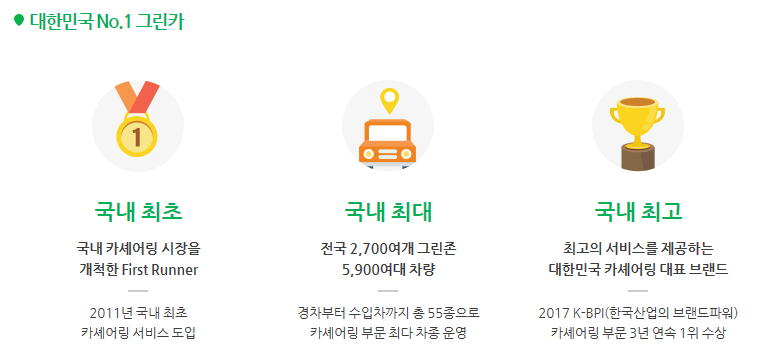 대한민국 No.1 그린카
1
국내 최초
국내 카셰어링 시장을
개척한 First Runner
2011년 국내 최초
카셰어링 서비스 도입
국내 최대
전국 2,700여개 그린존
5,900여대 차량
경차부터 수입차까지 총 55종으로
카셰어링 부문 최다 차종 운영
국내 최고
최고의 서비스를 제공하는
대한민국 카셰어링 대표 브랜드
2017 K-BPI(한국산업의 브랜드파워)
카셰어링 부문 3년 연속 1위 수상